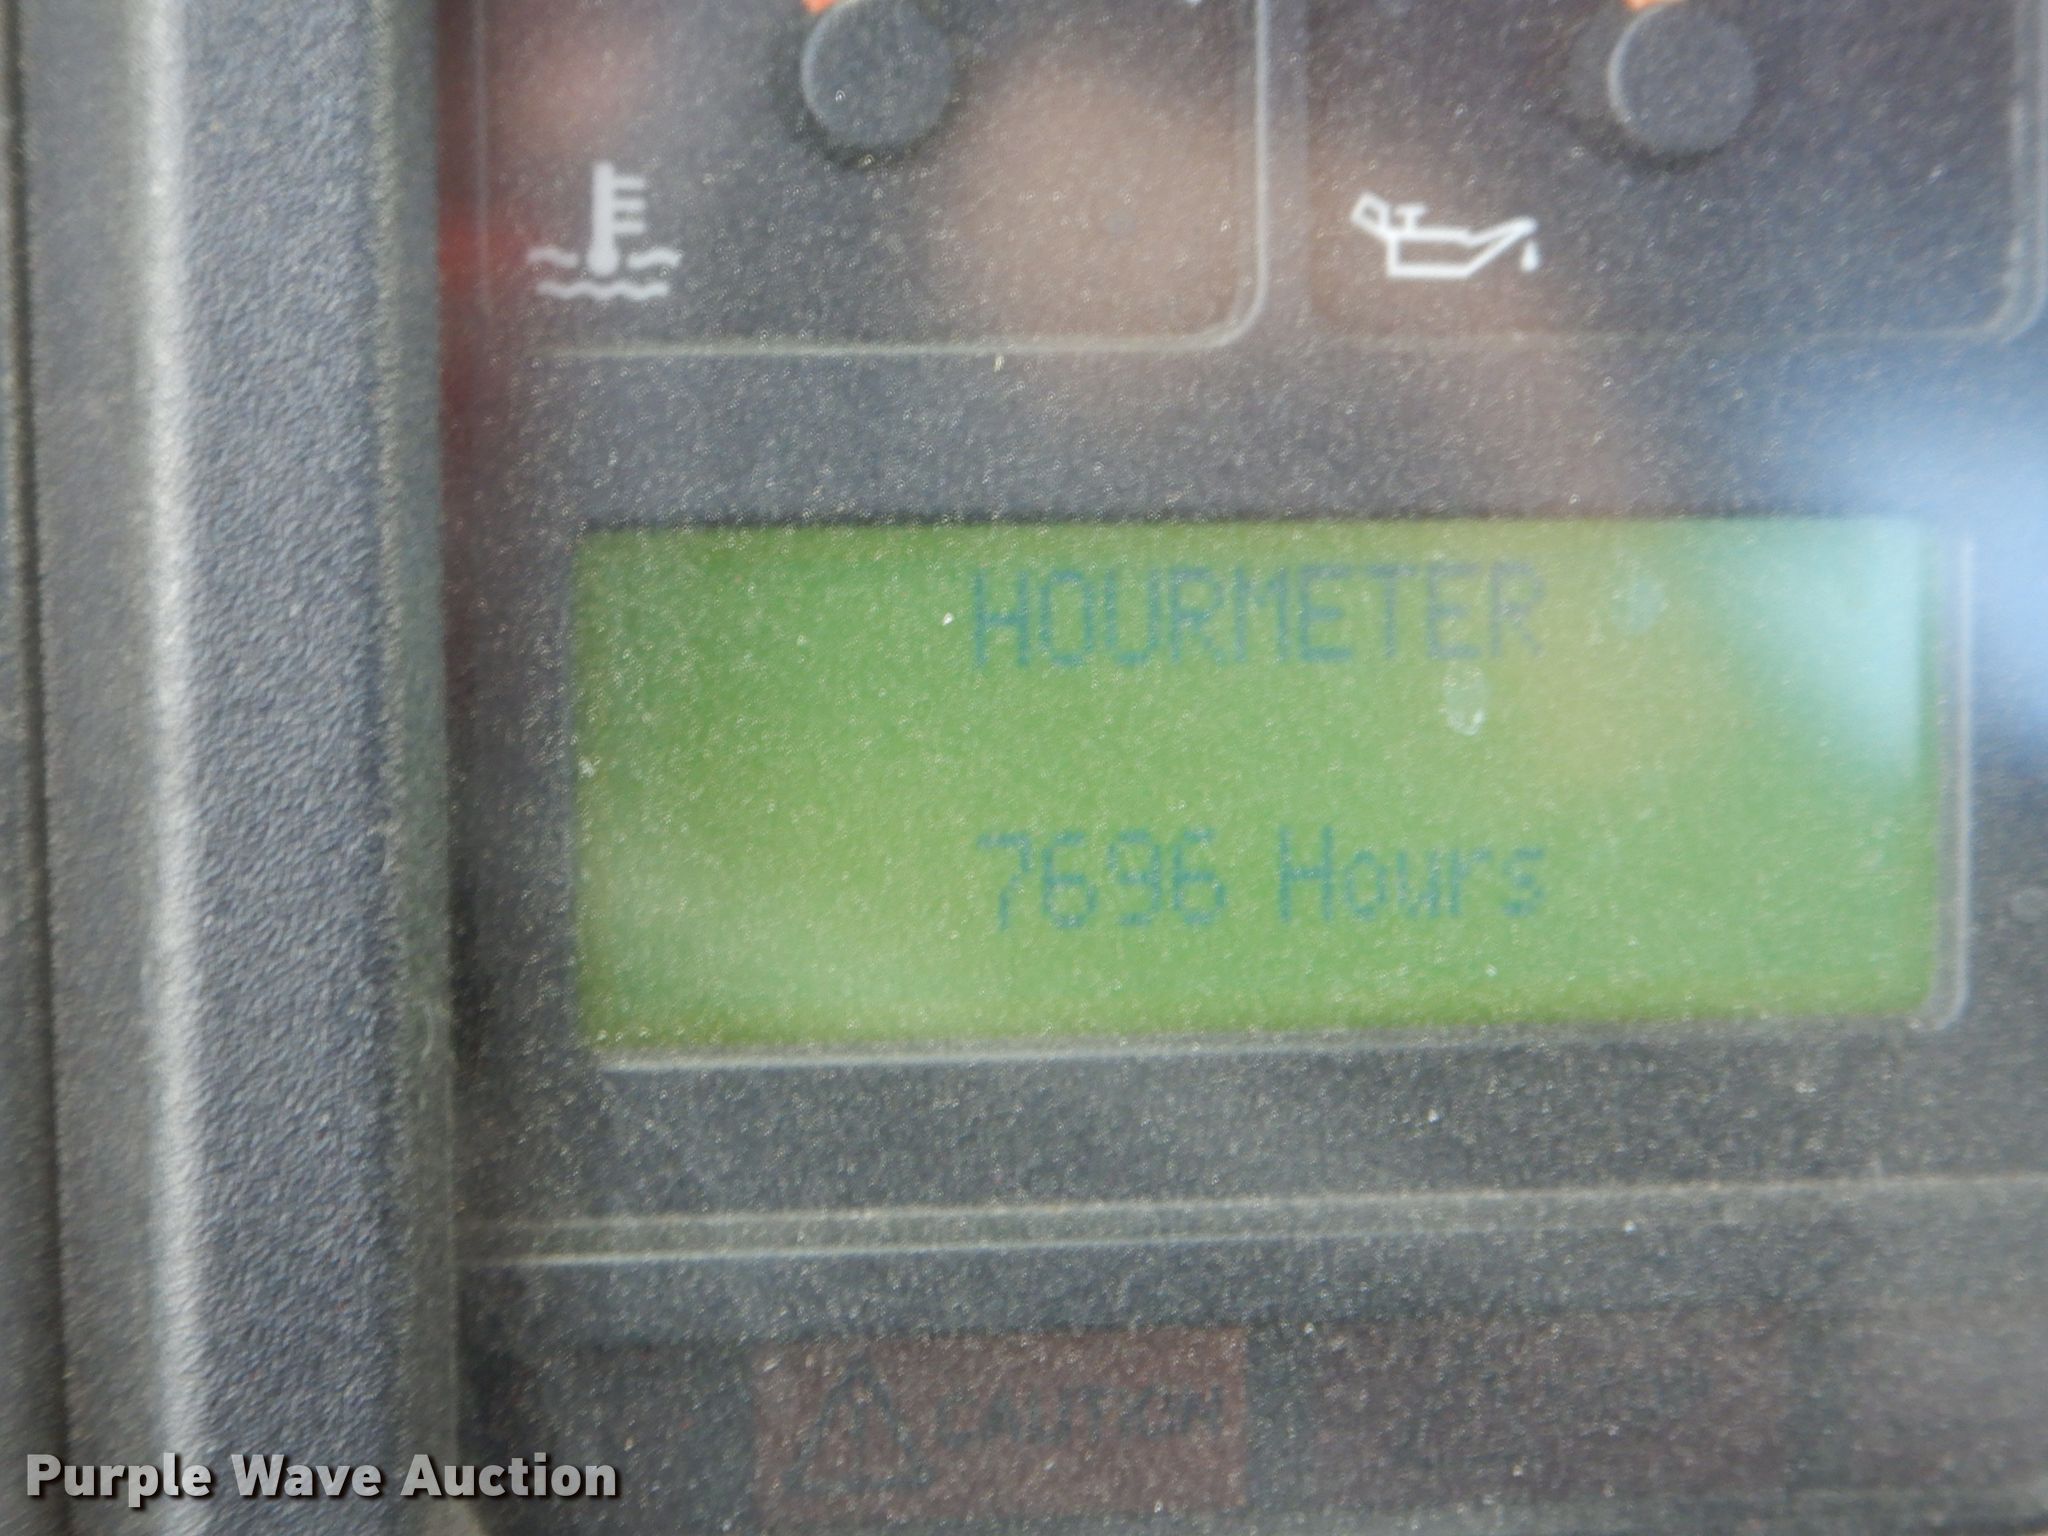 HOURMETER
7696 Hours
CAUTION
Purple Wave Auction